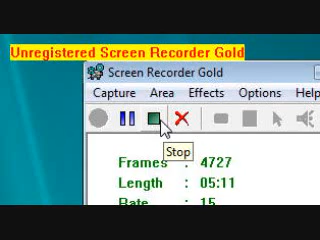 Unregistered Screen Recorder Gold
Screen Recorder Gold
Capture Area Effects Options Help
Stop
Frames : 4727
Length : 05:11
Rate : 15